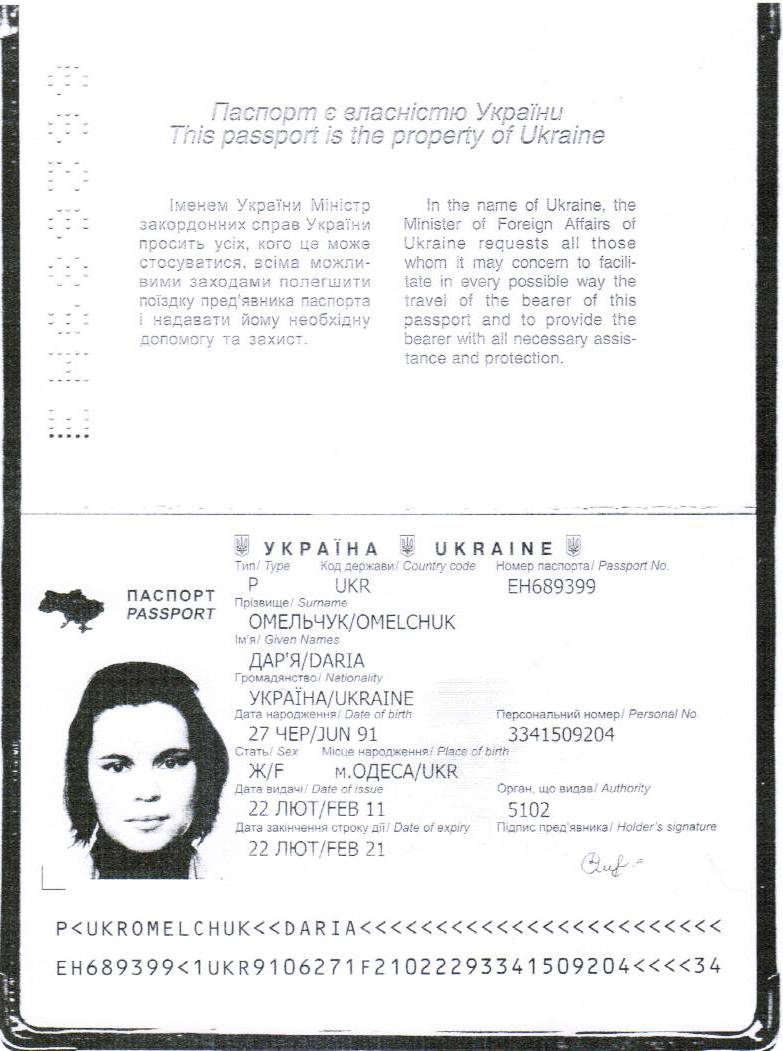 Паспорт є власністю України
This passport is the property of Ukraine
Іменем України Міністр
закордонних справ України
просить усіх, кого це може
стосуватися, всіма можли-
вими заходами полегшити
поїздку пред'явника паспорта
і надавати йому необхідну
допомогу та захист.
In the name of Ukraine, the
Minister of Foreign Affairs of
Ukraine requests all those
whom it may concern to facili-
tate in every possible way the
travel of the bearer of this
passport and to provide the
bearer with all necessary assis-
tance and protection.
УКРАЇНА UKRAINE
ПАСПОРТ
PASSPORT
Тип/ Type Код держави/ Country code Номер паспорта/ Passport No.
P UKR EH689399
Прізвище/ Surname
ОМЕЛЬЧУК/OMELCHUK
Ім'я/ Given Names
ДАР'Я/DARIA
Громадянство/ Nationality
УКРАЇНА/UKRAINE
Дата народження/ Date of birth Персональний номер/ Personal No.
27 ЧЕР/JUN 91 3341509204
Стать/ Sex Місце народження/ Place of birth
Ж/F м.ОДЕСА/UKR
Дата видачі/ Date of issue Орган, що видав/ Authority
22 ЛЮТ/FEB 11 5102
Дата закінчення строку дії/ Date of expiry Підпис пред'явника/ Holder's signature
22 ЛЮТ/FEB 21
P<UKROMELCHUK<<DARIA<<<<<<<<<<<<<<<<<<<<<<<<
EH689399<1UKR9106271F21022293341509204<<<<34